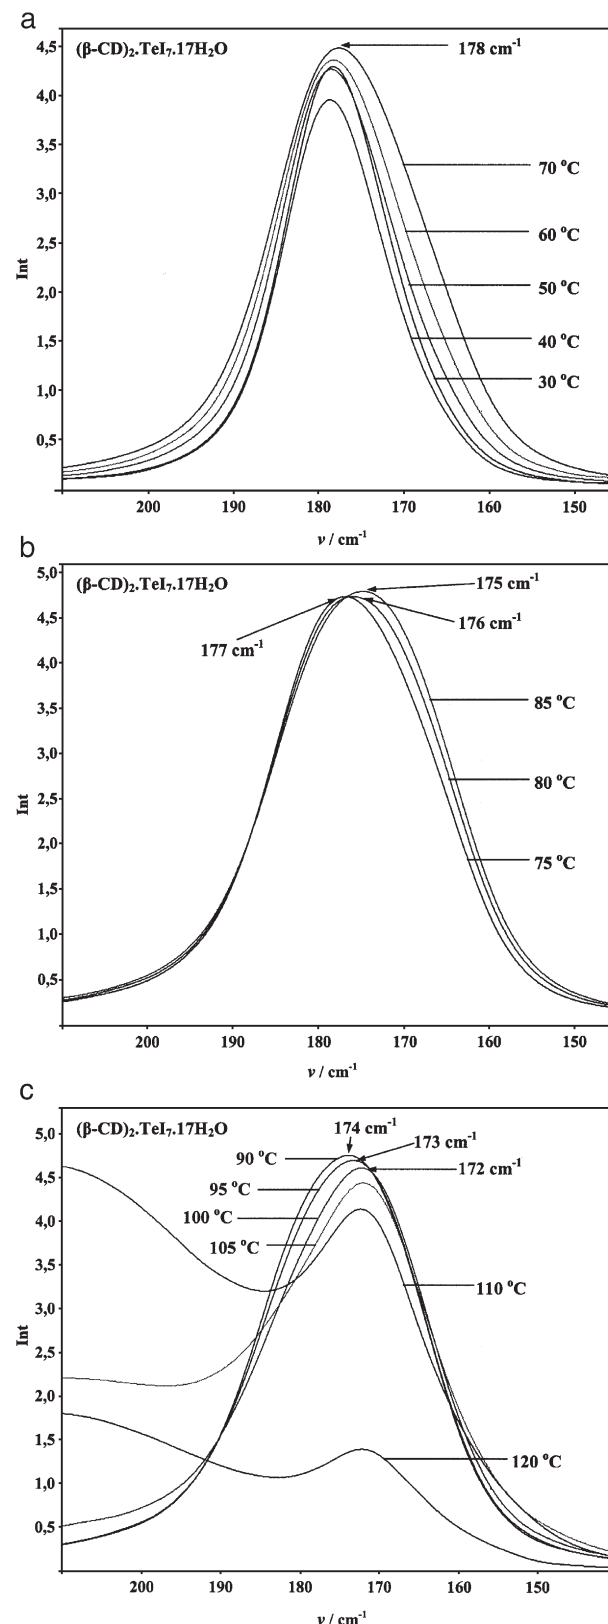 a
(β-CD)₂.TeI₇.17H₂O
178 cm⁻¹
4,5
4,0
3,5
3,0
2,5
2,0
1,5
1,0
0,5
Int
70 °C
60 °C
50 °C
40 °C
30 °C
200 190 180 170 160 150
ν / cm⁻¹
b
(β-CD)₂.TeI₇.17H₂O
175 cm⁻¹
176 cm⁻¹
177 cm⁻¹
5,0
4,5
4,0
3,5
3,0
2,5
2,0
1,5
1,0
0,5
Int
85 °C
80 °C
75 °C
200 190 180 170 160 150
ν / cm⁻¹
c
(β-CD)₂.TeI₇.17H₂O
174 cm⁻¹
173 cm⁻¹
172 cm⁻¹
90 °C
95 °C
100 °C
105 °C
110 °C
120 °C
5,0
4,5
4,0
3,5
3,0
2,5
2,0
1,5
1,0
0,5
Int
200 190 180 170 160 150
ν / cm⁻¹